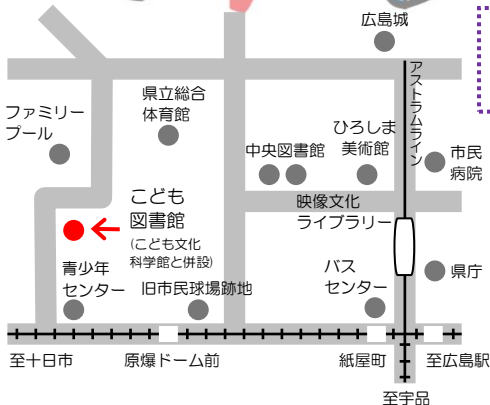 広島城
アストラムライン
ファミリー
プール
県立総合
体育館
中央図書館
ひろしま
美術館
市民
病院
映像文化
ライブラリー
こども
図書館
(こども文化
科学館と併設)
青少年
センター
旧市民球場跡地
バス
センター
県庁
至十日市
原爆ドーム前
紙屋町
至広島駅
至宇品